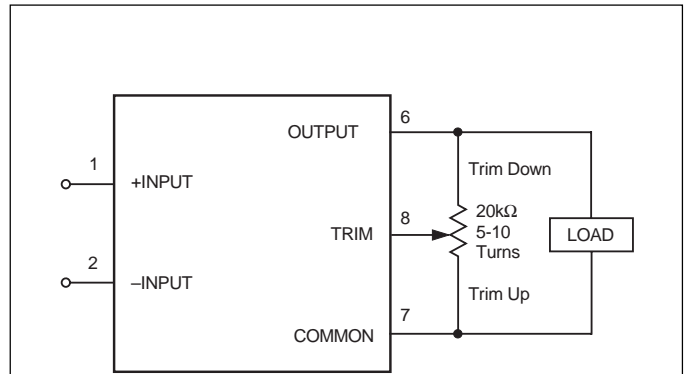 6
OUTPUT
Trim Down
1
+INPUT
20kΩ
8
5-10
TRIM
Turns
LOAD
2
–INPUT
Trim Up
7
COMMON